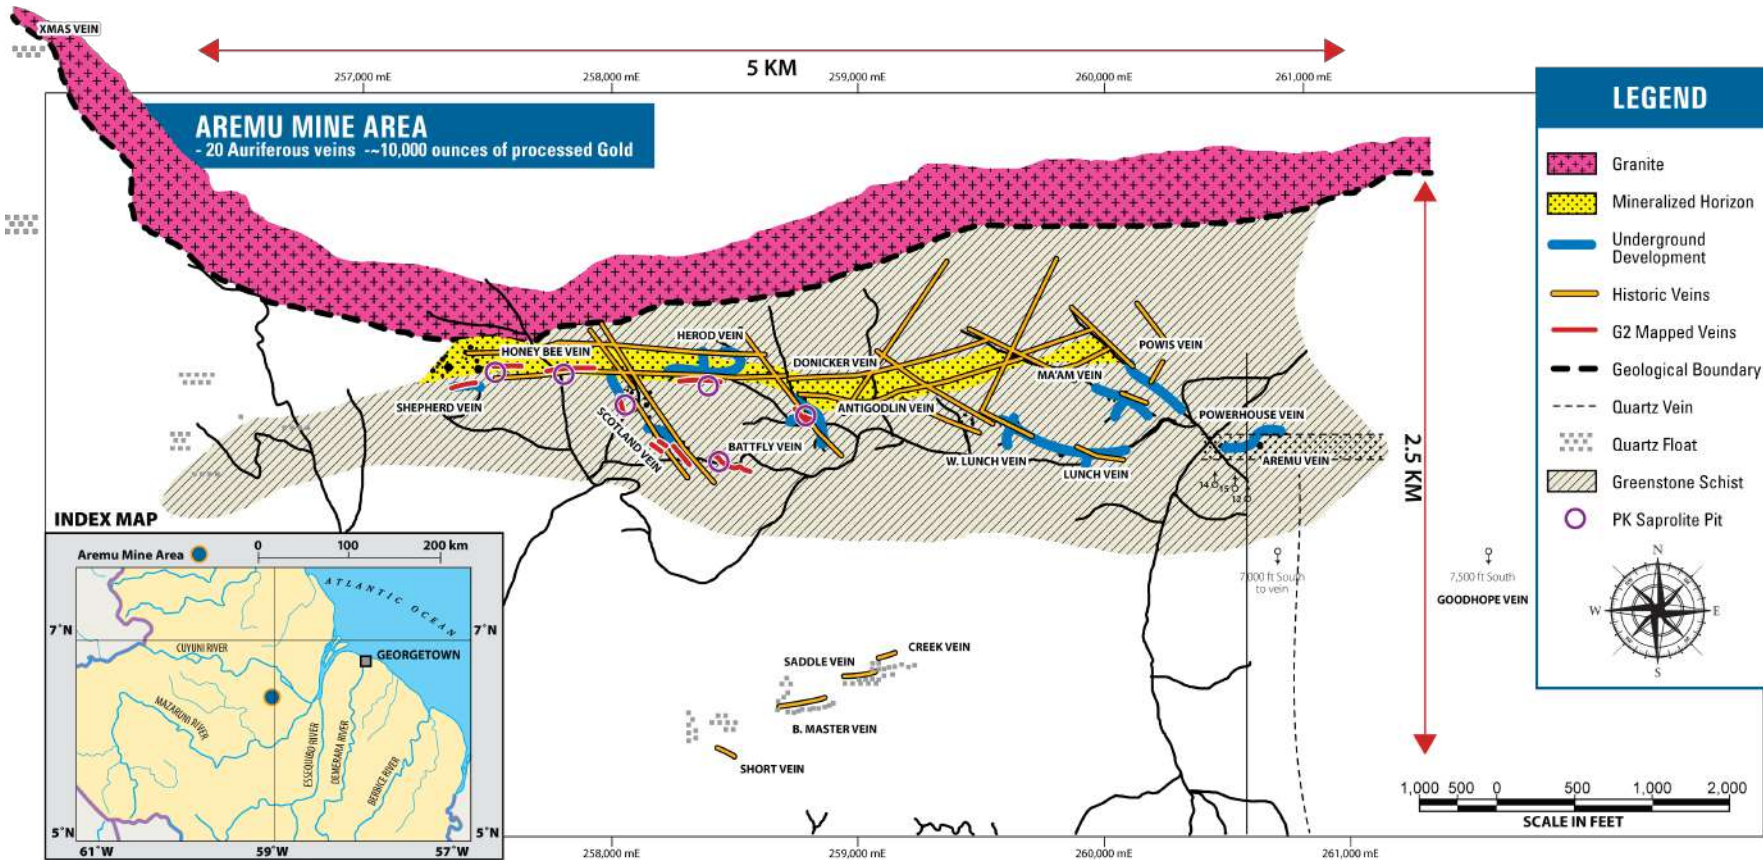 XMAS VEIN
5 KM
257,000 mE
258,000 mE
259,000 mE
260,000 mE
261,000 mE
AREMU MINE AREA
- 20 Auriferous veins -~10,000 ounces of processed Gold
LEGEND
Granite
Mineralized Horizon
Underground
Development
Historic Veins
G2 Mapped Veins
Geological Boundary
Quartz Vein
Quartz Float
Greenstone Schist
PK Saprolite Pit
N
W
E
S
HEROD VEIN
HONEY BEE VEIN
DONICKER VEIN
POWIS VEIN
MA'AM VEIN
SHEPHERD VEIN
ANTIGODLIN VEIN
SCOTLAND VEIN
BATTFLY VEIN
POWERHOUSE VEIN
W. LUNCH VEIN
LUNCH VEIN
AREMU VEIN
14
15
12
2.5 KM
7,000 ft South
to vein
7,500 ft South
GOODHOPE VEIN
CREEK VEIN
SADDLE VEIN
B. MASTER VEIN
SHORT VEIN
INDEX MAP
Aremu Mine Area
0
100
200 km
ATLANTIC OCEAN
7°N
7°N
CUYUNI RIVER
GEORGETOWN
MAZARUNI RIVER
ESSEQUIBO RIVER
DEMERARA RIVER
BERBICE RIVER
5°N
5°N
61°W
59°W
57°W
1,000
500
0
500
1,000
2,000
SCALE IN FEET
258,000 mE
259,000 mE
260,000 mE
261,000 mE